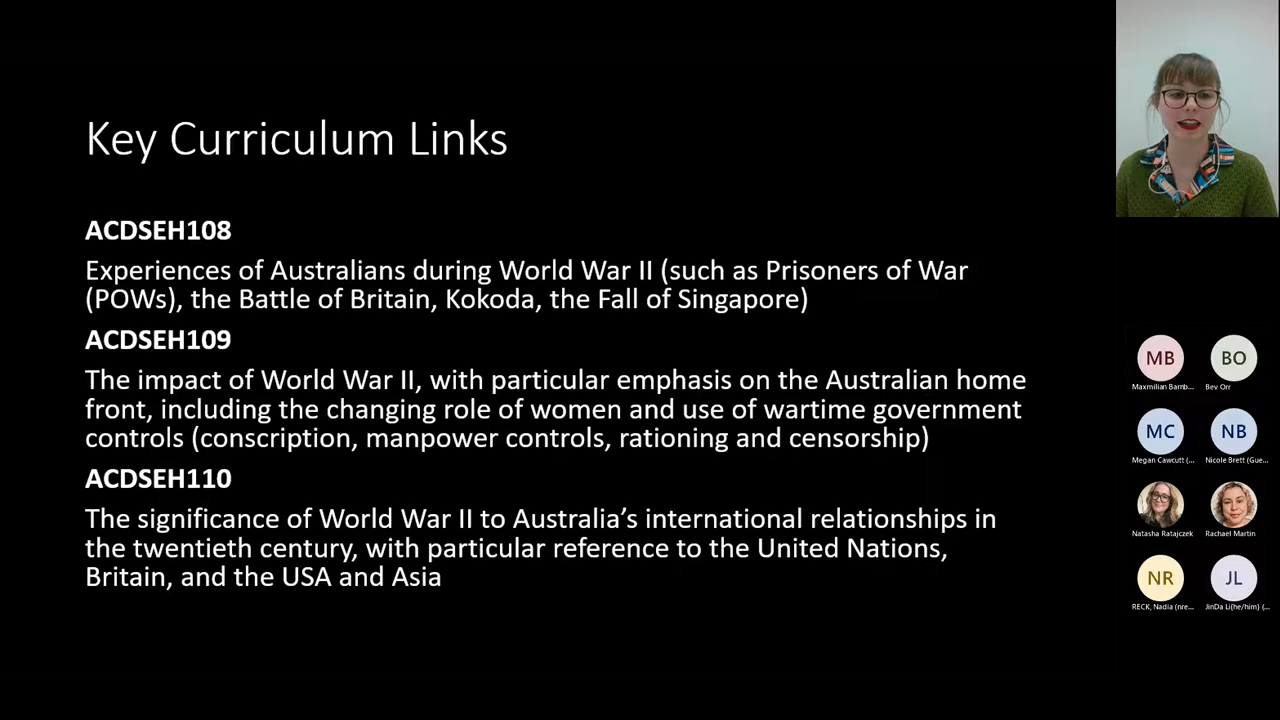 Key Curriculum Links
ACDSEH108
Experiences of Australians during World War II (such as Prisoners of War
(POWs), the Battle of Britain, Kokoda, the Fall of Singapore)
ACDSEH109
The impact of World War II, with particular emphasis on the Australian home
front, including the changing role of women and use of wartime government
controls (conscription, manpower controls, rationing and censorship)
ACDSEH110
The significance of World War II to Australia’s international relationships in
the twentieth century, with particular reference to the United Nations,
Britain, and the USA and Asia
MB BO
Maxmilian Barnb... Bev Orr
MC NB
Megan Cawcutt (... Nicole Brett (Gue...
Natasha Ratajczek Rachael Martin
NR JL
RECK, Nadia (nre... JinDa Li(he/him) (...